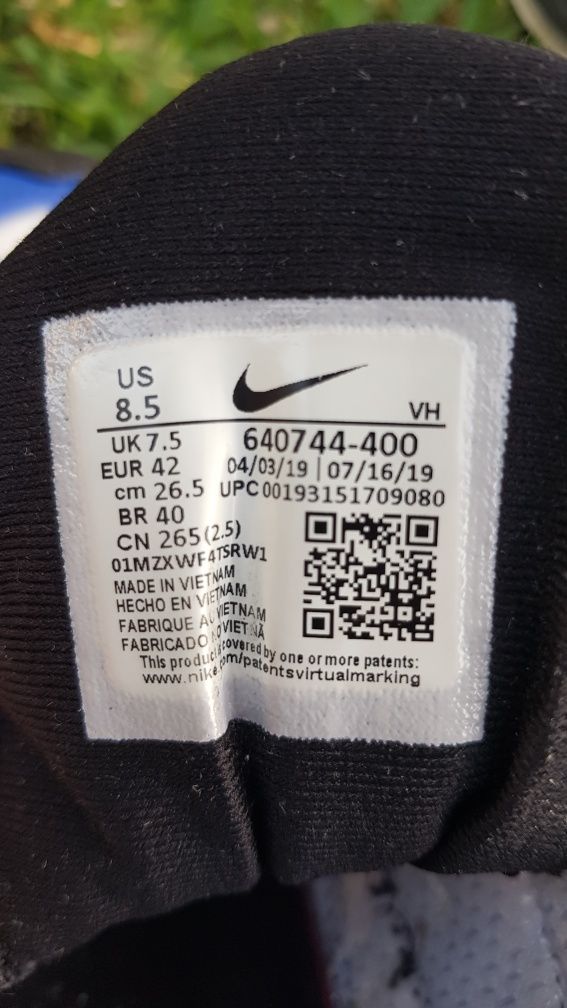 US
8.5
VH
UK 7.5
640744-400
EUR 42
04/03/19 | 07/16/19
cm 26.5
UPC 00193151709080
BR 40
CN 265 (2.5)
01MZXWF4TSRW1
MADE IN VIETNAM
HECHO EN VIETNAM
FABRIQUE AU VIETNAM
FABRICADO NO VIETNÃ
This product is covered by one or more patents:
www.nike.com/patentsvirtualmarking